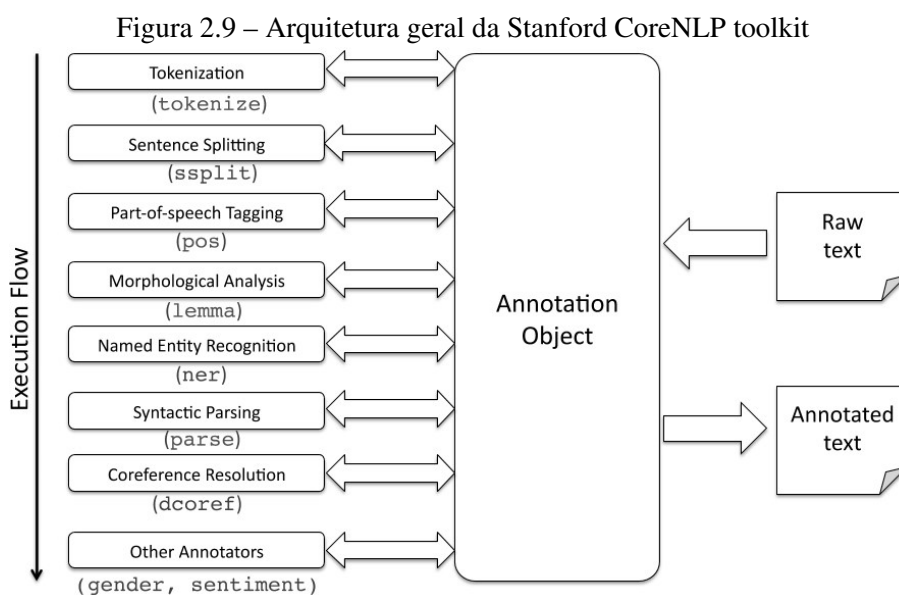 Figura 2.9 – Arquitetura geral da Stanford CoreNLP toolkit
Execution Flow
Tokenization
(tokenize)
Sentence Splitting
(ssplit)
Part-of-speech Tagging
(pos)
Morphological Analysis
(lemma)
Named Entity Recognition
(ner)
Syntactic Parsing
(parse)
Coreference Resolution
(dcoref)
Other Annotators
(gender, sentiment)
Annotation
Object
Raw
text
Annotated
text